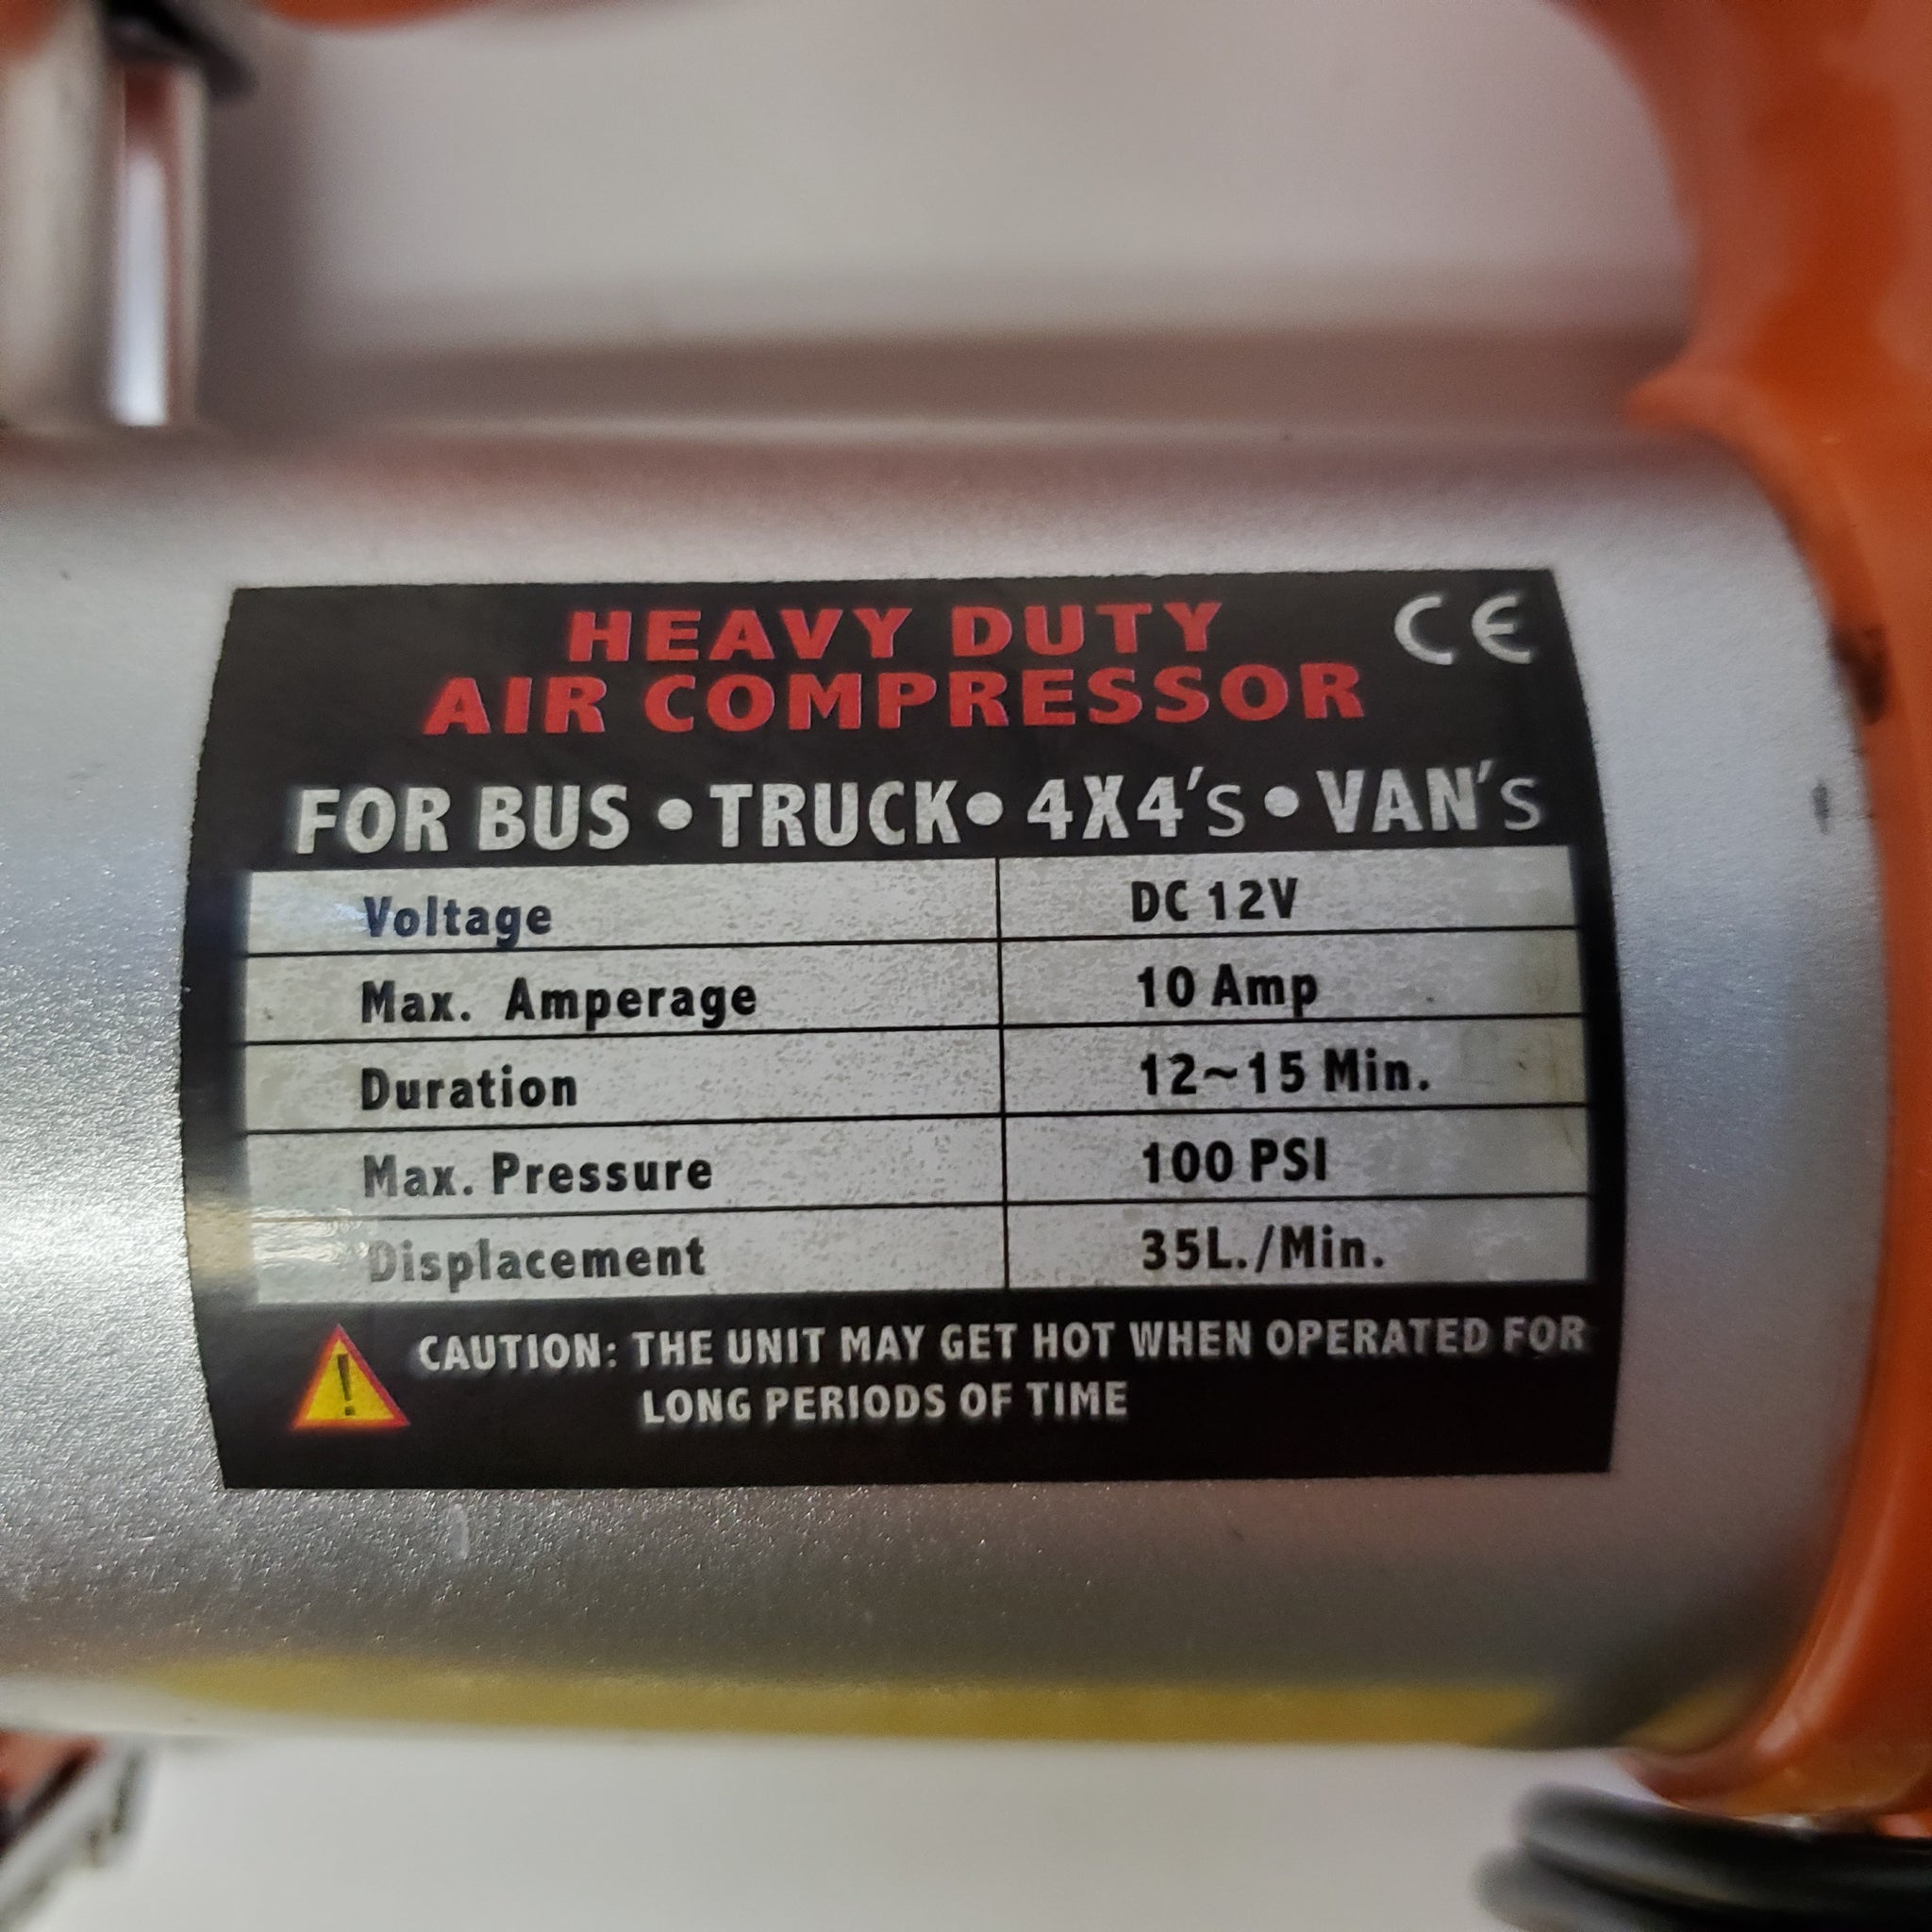 HEAVY DUTY
AIR COMPRESSOR
CE
FOR BUS • TRUCK • 4X4's • VAN's
Voltage DC 12V
Max. Amperage 10 Amp
Duration 12~15 Min.
Max. Pressure 100 PSI
Displacement 35L./Min.
! CAUTION: THE UNIT MAY GET HOT WHEN OPERATED FOR
LONG PERIODS OF TIME